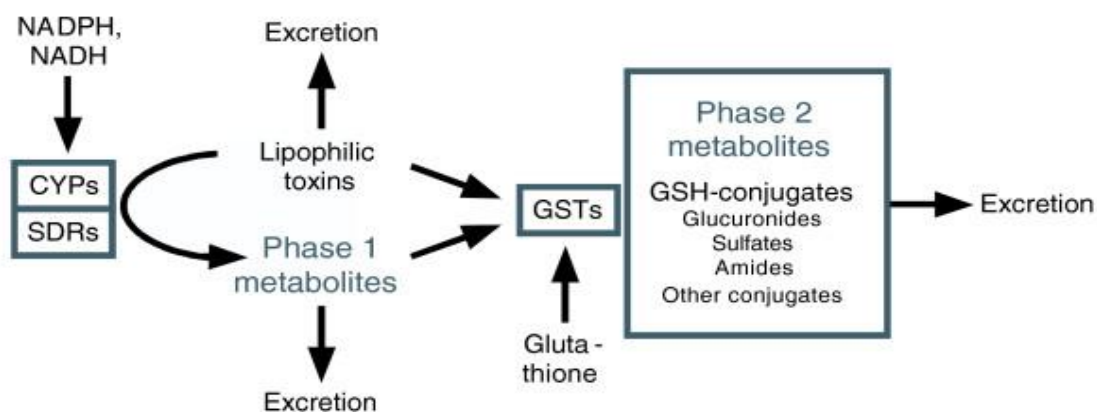 NADPH,
NADH
Excretion
CYPs
SDRs
Lipophilic
toxins
Phase 1
metabolites
Excretion
GSTs
Gluta -
thione
Phase 2
metabolites
GSH-conjugates
Glucuronides
Sulfates
Amides
Other conjugates
Excretion